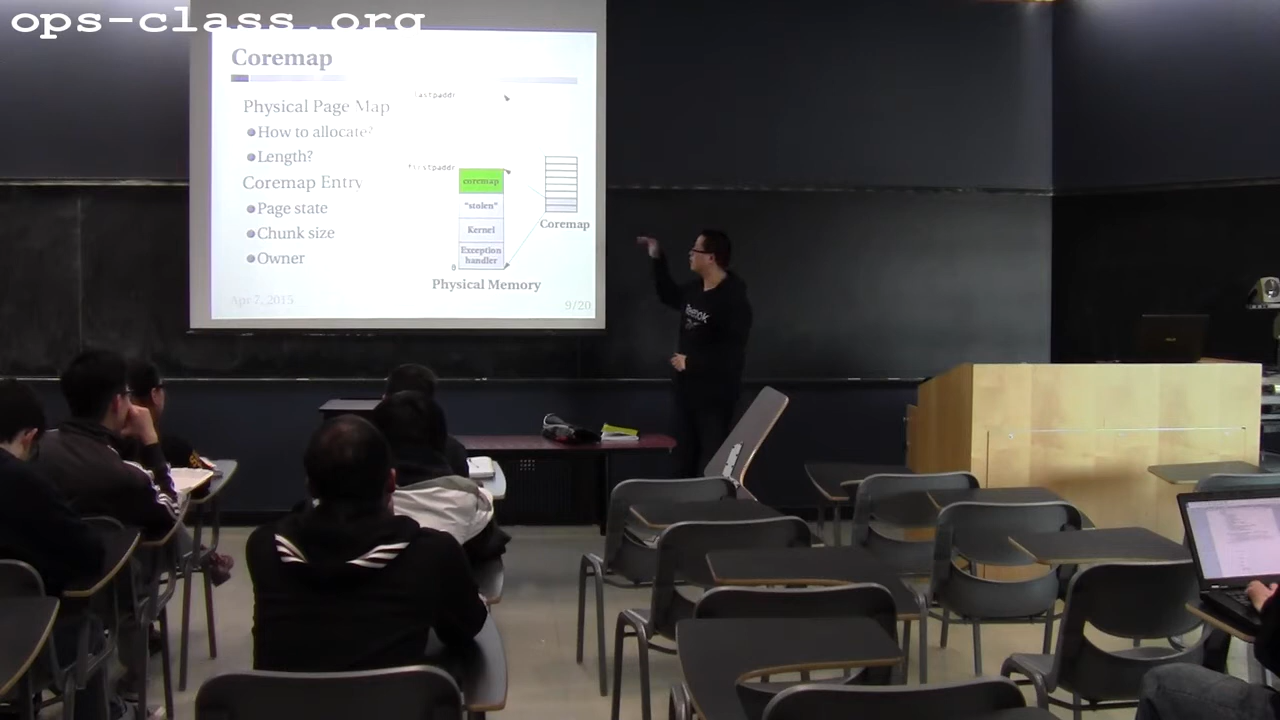 ops-class.org
Coremap
Physical Page Map
How to allocate?
Length?
Coremap Entry
Page state
Chunk size
Owner
lastpaddr
firstpaddr
coremap
"stolen"
Kernel
Exception
handler
0
Physical Memory
Coremap
Apr 7, 2015
9/20